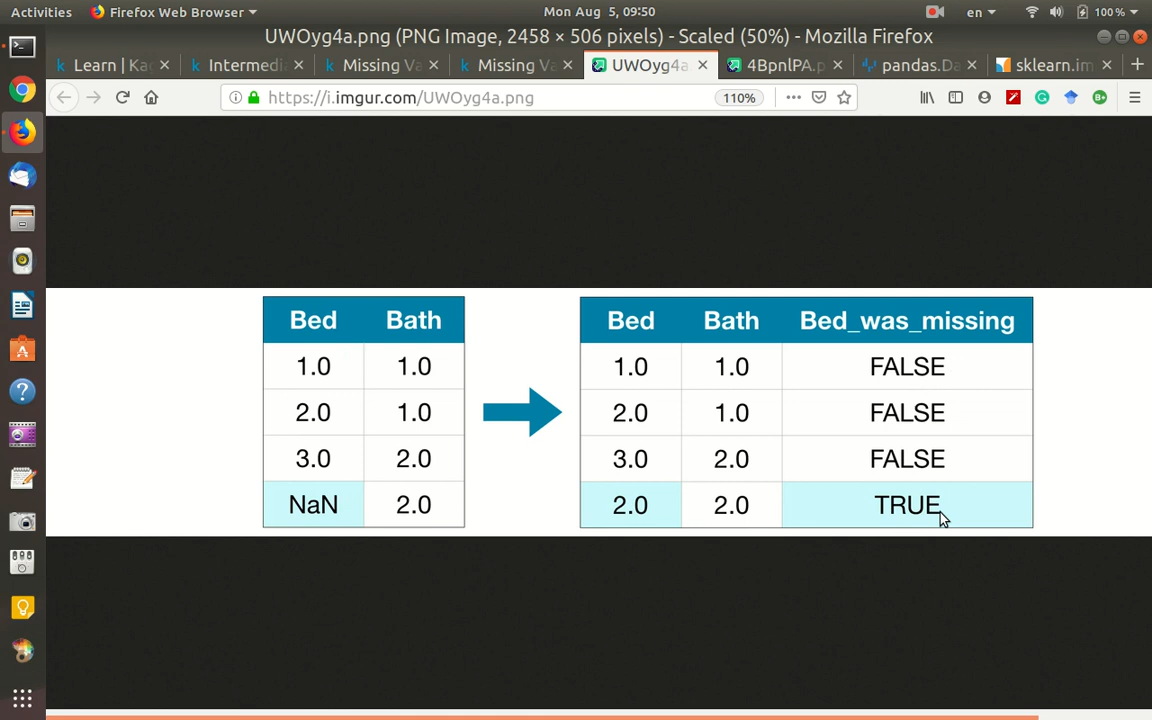 Activities Firefox Web Browser Mon Aug 5, 09:50 en 100%
UWOyg4a.png (PNG Image, 2458 × 506 pixels) - Scaled (50%) - Mozilla Firefox
Learn | Ka Intermedi Missing Va Missing Va UWOyg4a 4BpnlPA.p pandas.Da sklearn.im
https://i.imgur.com/UWOyg4a.png 110%
Bed Bath Bed Bath Bed_was_missing
1.0 1.0 1.0 1.0 FALSE
2.0 1.0 2.0 1.0 FALSE
3.0 2.0 3.0 2.0 FALSE
NaN 2.0 2.0 2.0 TRUE